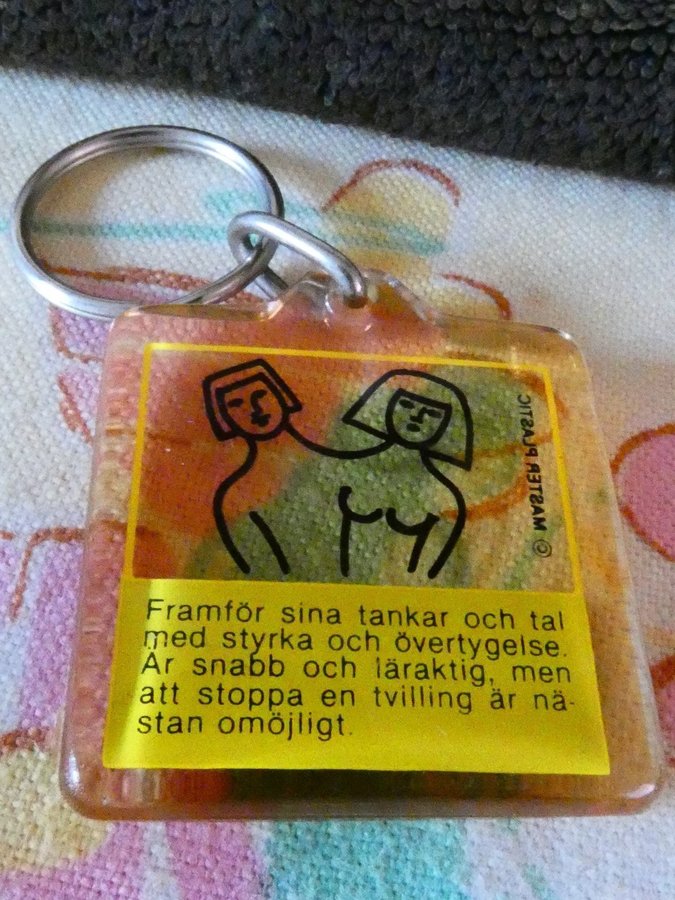 © MASTER PLASTIC
Framför sina tankar och tal
med styrka och övertygelse.
Är snabb och läraktig, men
att stoppa en tvilling är nä-
stan omöjligt.